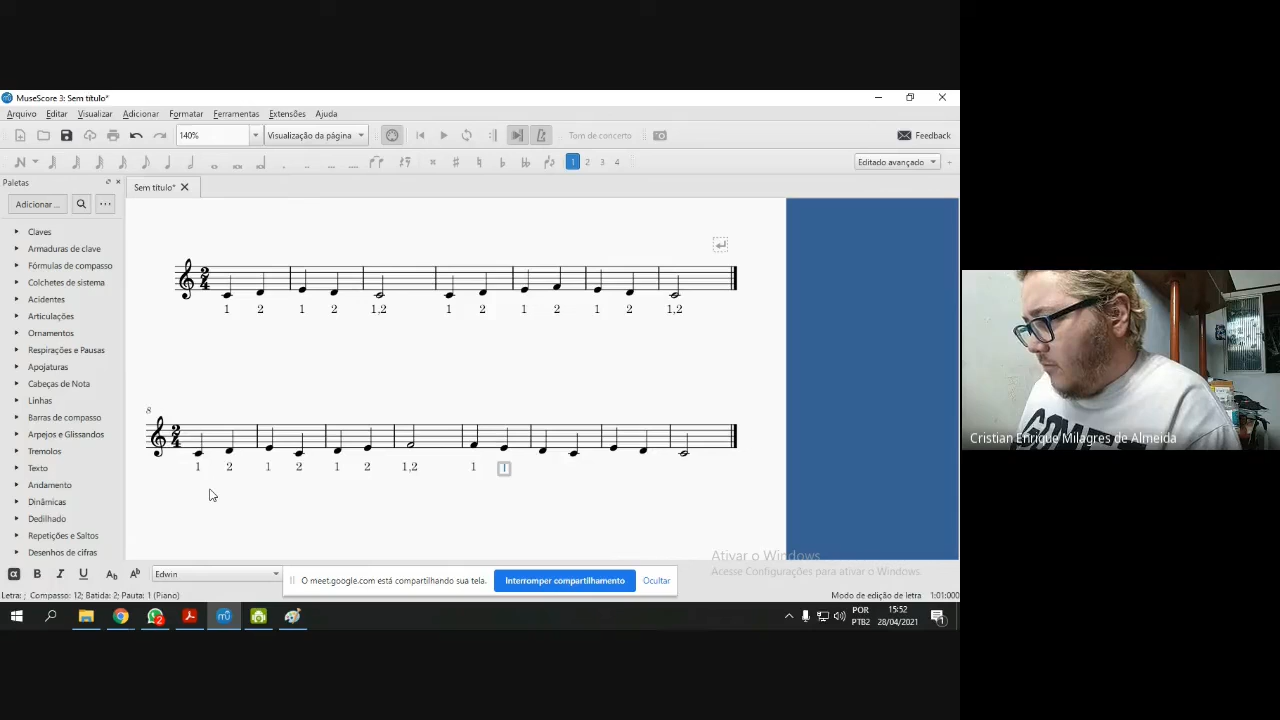 MuseScore 3: Sem título*
Arquivo Editar Visualizar Adicionar Formatar Ferramentas Extensões Ajuda
140% Visualização da página Tom de concerto Feedback
1 2 3 4 Editado avançado +
Paletas
Sem título*
Adicionar ...
Claves
Armaduras de clave
Fórmulas de compasso
Colchetes de sistema
Acidentes
Articulações
Ornamentos
Respirações e Pausas
Apojaturas
Cabeças de Nota
Linhas
Barras de compasso
Arpejos e Glissandos
Tremolos
Texto
Andamento
Dinâmicas
Dedilhado
Repetições e Saltos
Desenhos de cifras
2
4
1 2 1 2 1,2 1 2 1 2 1 2 1,2
8
2
4
1 2 1 2 1 2 1,2 1
Cristian Enrique Milagres de Almeida
Ativar o Windows
Acesse Configurações para ativar o Windows.
Edwin
O meet.google.com está compartilhando sua tela. Interromper compartilhamento Ocultar
Letra: ; Compasso: 12; Batida: 2; Pauta: 1 (Piano) Modo de edição de letra 1:01:000
2 POR 15:52
PTB2 28/04/2021 1